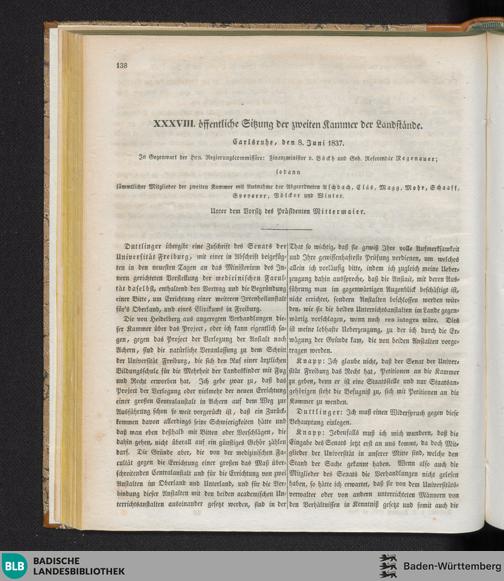 138
XXXVIII. öffentliche Sitzung der zweiten Kammer der Landstände.
Carlsruhe, den 8. Juni 1837.
In Gegenwart der Hrn. Regierungscommissäre: Finanzminister v. Böckh und Geh. Referendär Regenauer;
sodann
sämmtlicher Mitglieder der zweiten Kammer mit Ausnahme der Abgeordneten Aschbach, Läß, Magg, Mohr, Schaaff,
Speyerer, Völcker und Winter.
Unter dem Vorsitz des Präsidenten Mittermaier.
Duttlinger übergibt eine Zuschrift des Senats der
Universität Freiburg, mit einer in Abschrift beigefüg-
ten in den neuesten Tagen an das Ministerium des In-
nern gerichteten Vorstellung der medicinischen Facul-
tät daselbst, enthaltend den Vortrag und die Begründung
einer Bitte, um Errichtung einer weiteren Irrenheilanstalt
für's Oberland, und eines Clinikums in Freiburg.
Die von Heidelberg aus angeregten Verhandlungen die-
ser Kammer über das Project, oder ich kann eigentlich sa-
gen, gegen das Project der Verlegung der Anstalt nach
Achern, sind die natürliche Veranlassung zu dem Schritt
der Universität Freiburg, die sich den Ruf einer ärztlichen
Bildungsschule für die Mehrheit der Landeskinder mit Fug
und Recht erworben hat. Ich gebe zwar zu, daß das
Project der Verlegung oder vielmehr der neuen Errichtung
einer großen Centralanstalt in Achern auf dem Weg zur
Ausführung schon so weit vorgerückt ist, daß ein Zurück-
kommen davon allerdings seine Schwierigkeiten hätte und
daß man eben deßhalb mit Bitten oder Vorschlägen, die
dahin gehen, nicht überall auf ein günstiges Gehör zählen
darf. Die Gründe aber, die von der medizinischen Fa-
cultät gegen die Errichtung einer großen das Maß über-
schreitenden Centralanstalt und für die Errichtung von zwei
Anstalten im Oberland und Unterland, und für die Ver-
bindung dieser Anstalten mit den beiden academischen Un-
terrichtsanstalten auseinander gesetzt werden, sind in der
That so wichtig, daß sie gewiß Ihre volle Aufmerksamkeit
und Ihre gewissenhafteste Prüfung verdienen, um welches
allein ich vorläufig bitte, indem ich zugleich meine Ueber-
zeugung dahin ausspreche, daß die Anstalt, mit deren Aus-
führung man im gegenwärtigen Augenblick beschäftigt ist,
nicht errichtet, sondern Anstalten beschlossen werden wür-
den, wie sie die beiden Unterrichtsanstalten im Lande gegen-
wärtig vorschlagen, wenn noch res integra wäre. Dieß
ist meine lebhafte Ueberzeugung, zu der ich durch die Er-
wägung der Gründe kam, die von beiden Anstalten vorge-
tragen werden.
Knapp: Ich glaube nicht, daß der Senat der Univer-
sität Freiburg das Recht hat, Petitionen an die Kammer
zu geben, denn er ist eine Staatsstelle und nur Staatsan-
gehörigen steht die Befugniß zu, sich mit Petitionen an die
Kammer zu wenden.
Duttlinger: Ich muß einen Widerspruch gegen diese
Behauptung einlegen.
Knapp: Jedenfalls muß ich mich wundern, daß die
Eingabe des Senats jetzt erst an uns kommt, da doch Mit-
glieder der Universität in unserer Mitte sind, welche den
Stand der Sache gekannt haben. Wenn also auch die
Mitglieder des Senats die Verhandlungen nicht gelesen
haben, so hätte ich erwartet, daß sie von dem Universitäts-
verwalter oder von andern unterrichteten Männern von
den Verhältnissen in Kenntniß gesetzt und somit auch die
BLB BADISCHE
LANDESBIBLIOTHEK
Baden-Württemberg